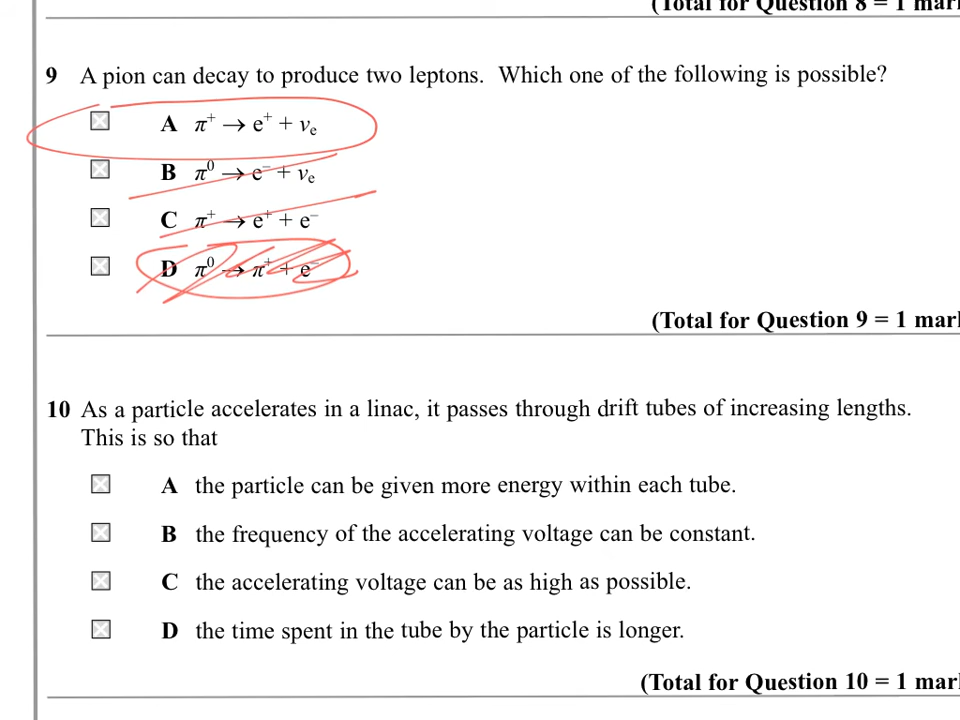 (Total for Question 8 = 1 mar
9 A pion can decay to produce two leptons. Which one of the following is possible?
A π⁺ → e⁺ + νₑ
B π⁰ → e⁻ + νₑ
C π⁺ → e⁺ + e⁻
D π⁰ → π⁺ + e⁻
(Total for Question 9 = 1 mar
10 As a particle accelerates in a linac, it passes through drift tubes of increasing lengths.
This is so that
A the particle can be given more energy within each tube.
B the frequency of the accelerating voltage can be constant.
C the accelerating voltage can be as high as possible.
D the time spent in the tube by the particle is longer.
(Total for Question 10 = 1 mar